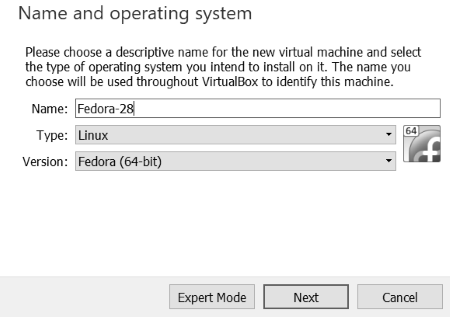 Name and operating system
Please choose a descriptive name for the new virtual machine and select
the type of operating system you intend to install on it. The name you
choose will be used throughout VirtualBox to identify this machine.
Name: Fedora-28
Type: Linux
64
Version: Fedora (64-bit)
Expert Mode Next Cancel